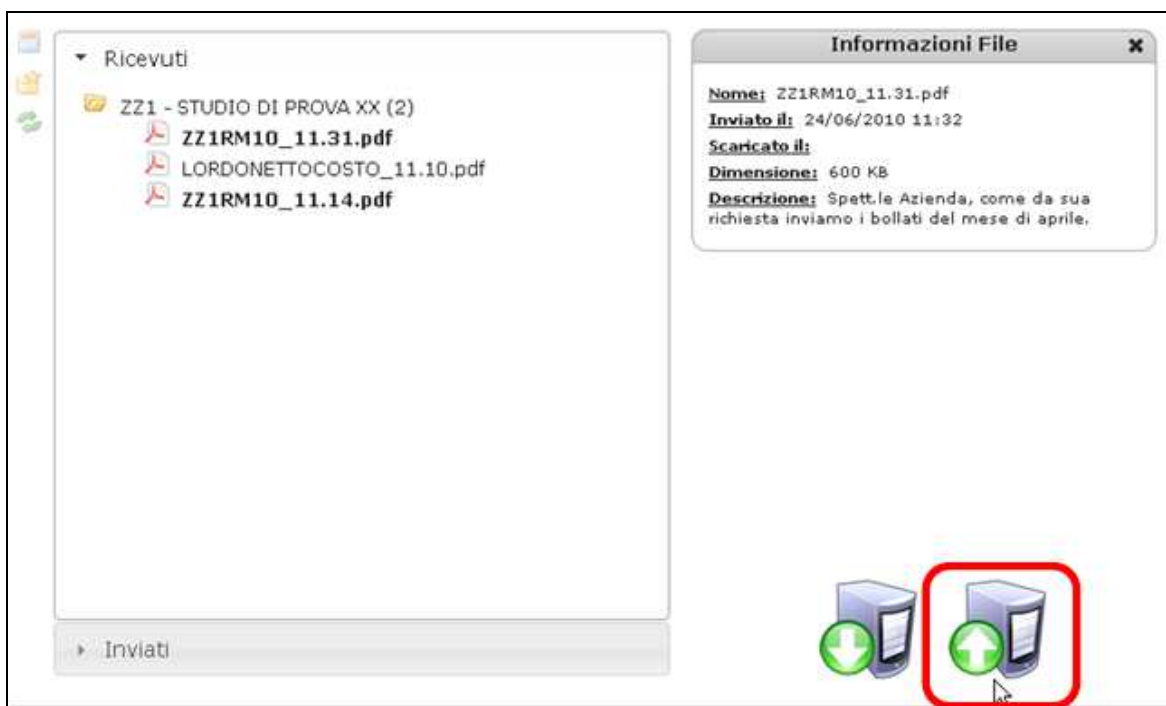 Ricevuti
ZZ1 - STUDIO DI PROVA XX (2)
ZZ1RM10_11.31.pdf
LORDONETTOCOSTO_11.10.pdf
ZZ1RM10_11.14.pdf
Inviati
Informazioni File
Nome: ZZ1RM10_11.31.pdf
Inviato il: 24/06/2010 11:32
Scaricato il:
Dimensione: 600 KB
Descrizione: Spett.le Azienda, come da sua
richiesta inviamo i bollati del mese di aprile.